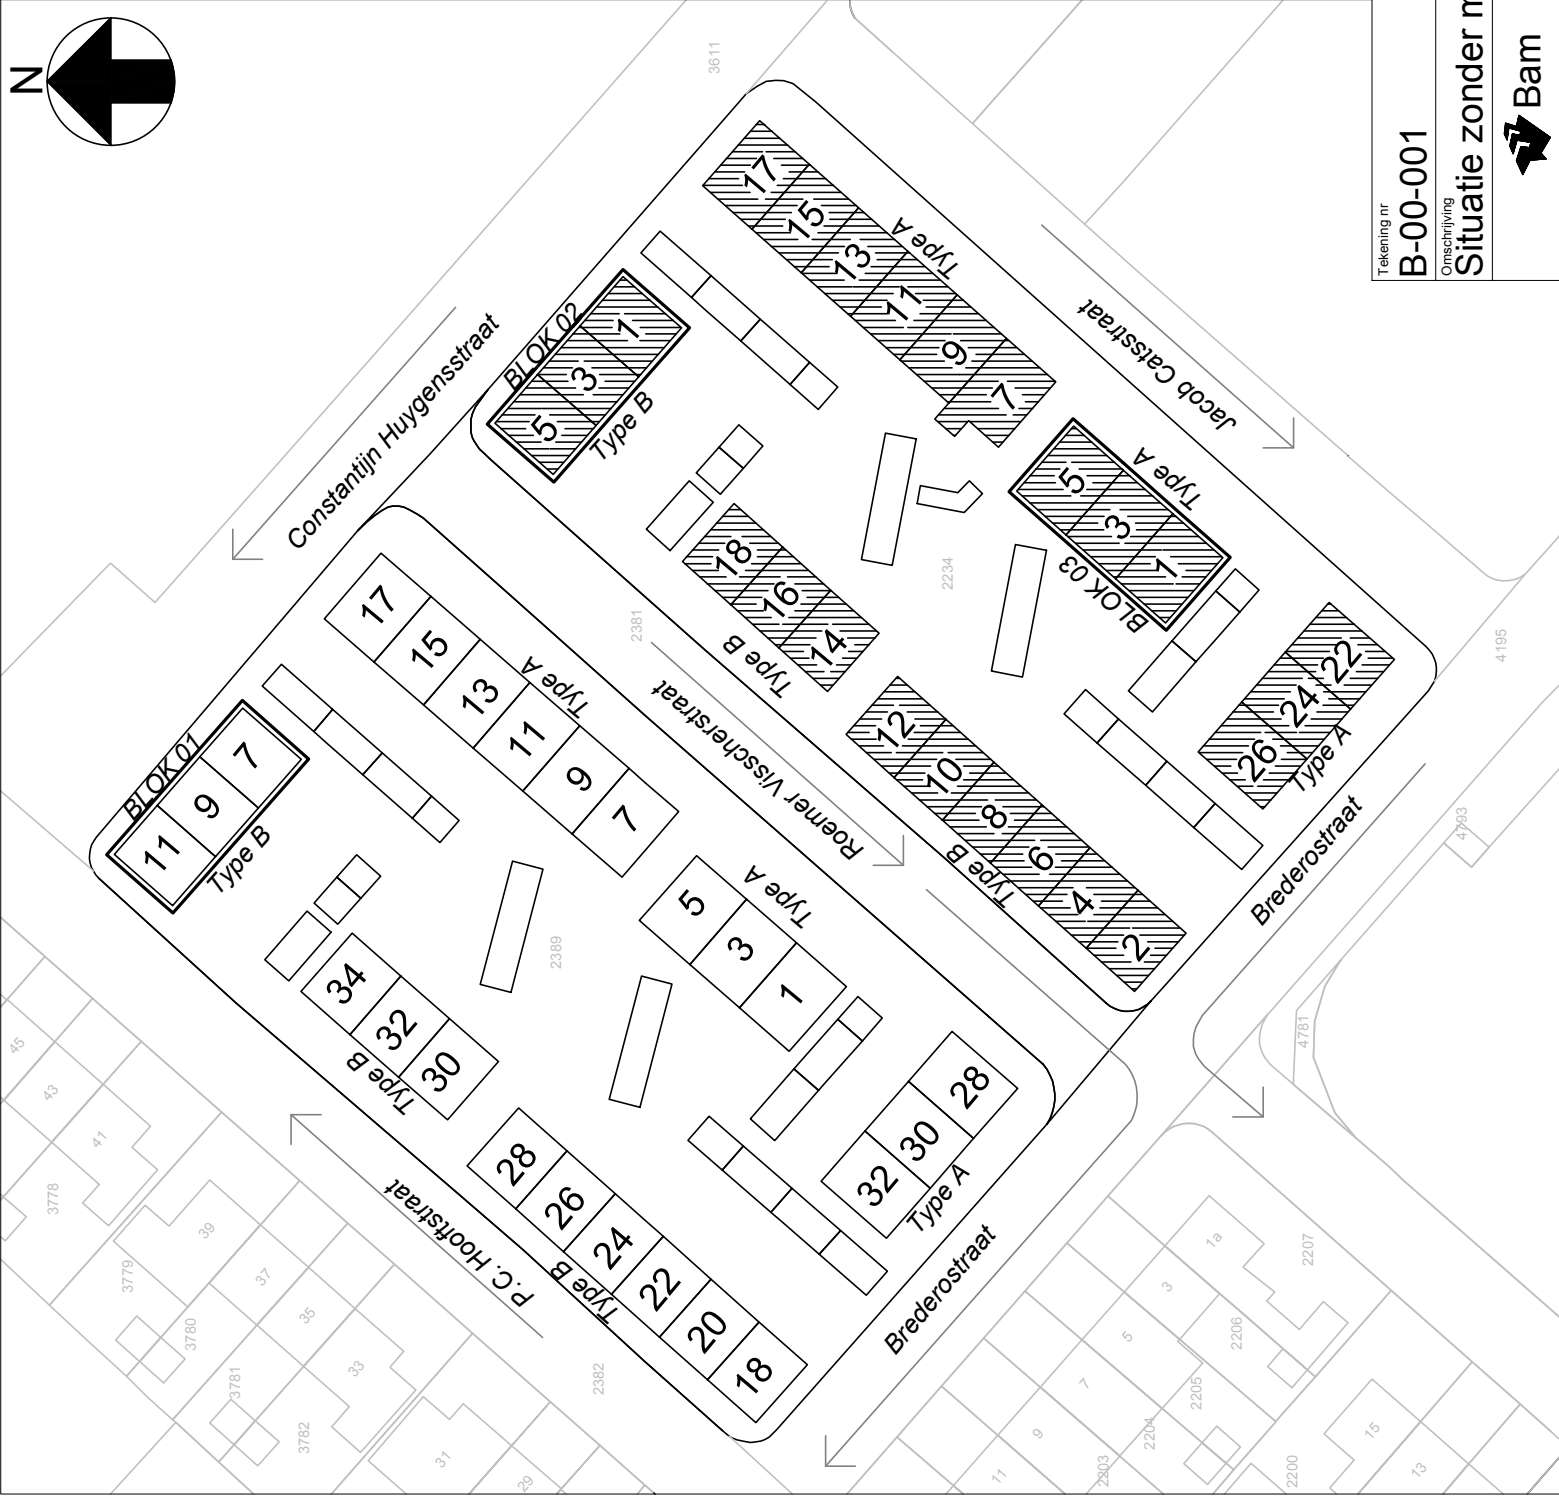 N
3611
Constantijn Huygensstraat
BLOK 02
5
3
1
Type B
17
15
13
11
9
7
Type A
Jacob Catsstraat
BLOK 01
11
9
7
Type B
17
15
13
11
9
7
Type A
2381
Roemer Visscherstraat
18
16
14
Type B
2234
5
3
1
Type A
BLOK 03
12
10
8
6
4
2
Type B
26
24
22
Type A
4195
4793
Brederostraat
34
32
30
Type B
2389
5
3
1
Type A
28
26
24
22
20
18
Type B
P.C. Hooftstraat
32
30
28
Type A
Brederostraat
4781
45
43
41
3778
39
3779
37
3780
35
3781
33
3782
31
29
2382
1a
2207
3
5
2206
7
2205
9
2204
11
2203
2200
15
13
Tekening nr
B-00-001
Omschrijving
Situatie zonder m
Bam